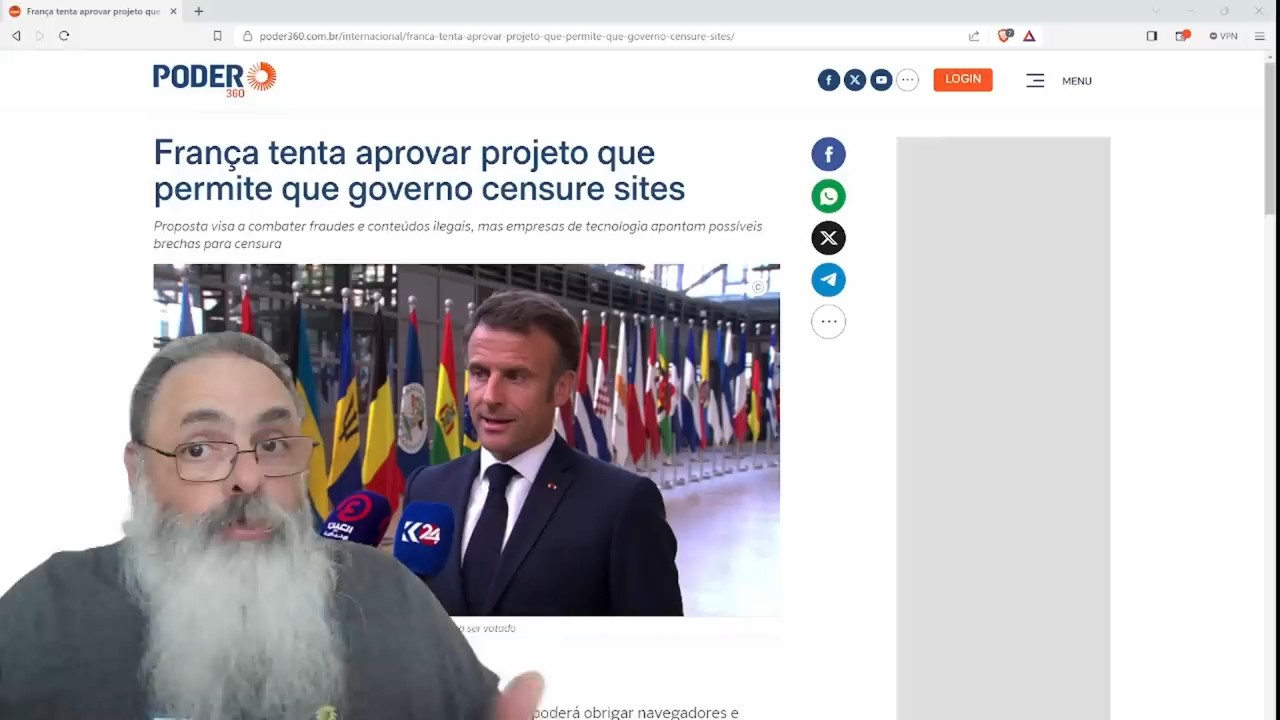 França tenta aprovar projeto que
poder360.com.br/internacional/franca-tenta-aprovar-projeto-que-permite-que-governo-censure-sites/
VPN
PODER
360
LOGIN
MENU
França tenta aprovar projeto que
permite que governo censure sites
Proposta visa a combater fraudes e conteúdos ilegais, mas empresas de tecnologia apontam possíveis
brechas para censura
K24
ser votado
poderá obrigar navegadores e